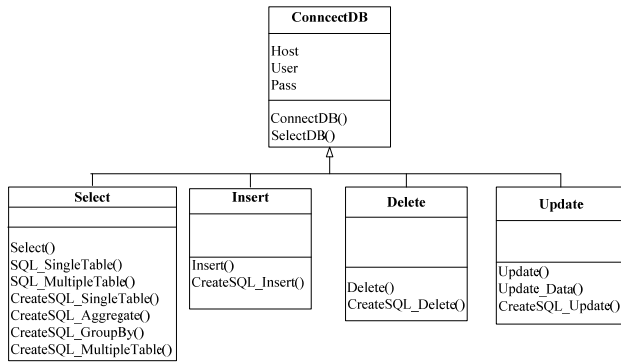 ConncectDB
Host
User
Pass
ConnectDB()
SelectDB()
Select
Select()
SQL_SingleTable()
SQL_MultipleTable()
CreateSQL_SingleTable()
CreateSQL_Aggregate()
CreateSQL_GroupBy()
CreateSQL_MultipleTable()
Insert
Insert()
CreateSQL_Insert()
Delete
Delete()
CreateSQL_Delete()
Update
Update()
Update_Data()
CreateSQL_Update()